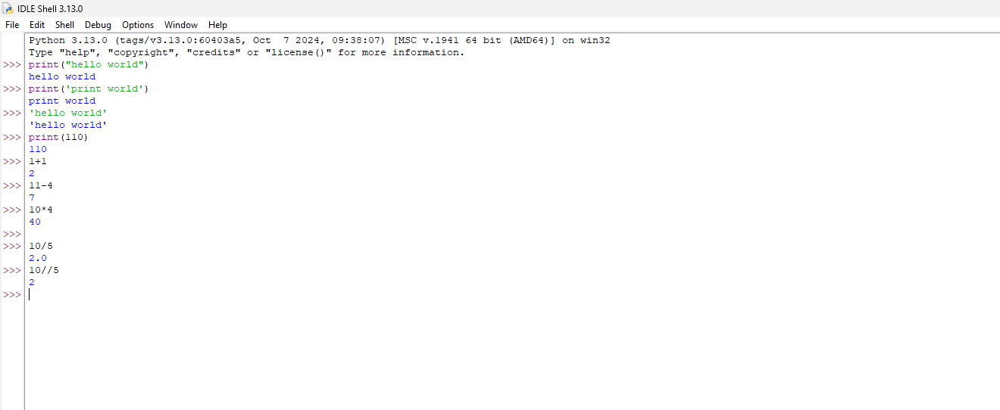 IDLE Shell 3.13.0
File Edit Shell Debug Options Window Help
Python 3.13.0 (tags/v3.13.0:60403a5, Oct  7 2024, 09:38:07) [MSC v.1941 64 bit (AMD64)] on win32
Type "help", "copyright", "credits" or "license()" for more information.
>>> print("hello world")
hello world
>>> print('print world')
print world
>>> 'hello world'
'hello world'
>>> print(110)
110
>>> 1+1
2
>>> 11-4
7
>>> 10*4
40
>>>
>>> 10/5
2.0
>>> 10//5
2
>>>